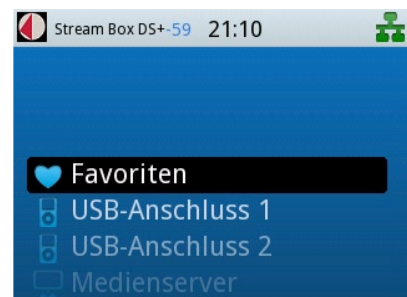 Stream Box DS+-59 21:10
Favoriten
USB-Anschluss 1
USB-Anschluss 2
Medienserver